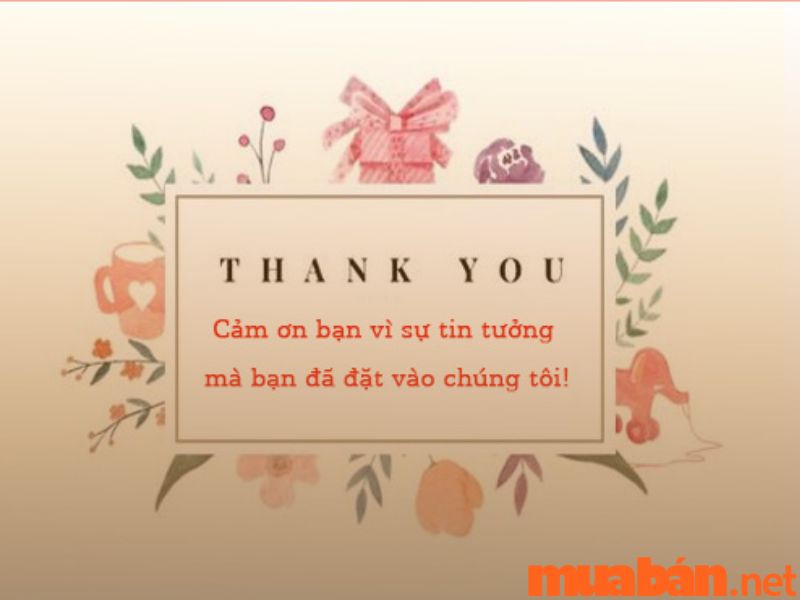 THANK YOU
Cảm ơn bạn vì sự tin tưởng
mà bạn đã đặt vào chúng tôi!
muabán.net